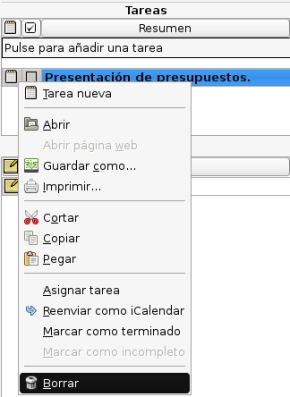 Tareas
Resumen
Pulse para añadir una tarea
Presentación de presupuestos.
Tarea nueva
Abrir
Abrir página web
Guardar como...
Imprimir...
Cortar
Copiar
Pegar
Asignar tarea
Reenviar como iCalendar
Marcar como terminado
Marcar como incompleto
Borrar